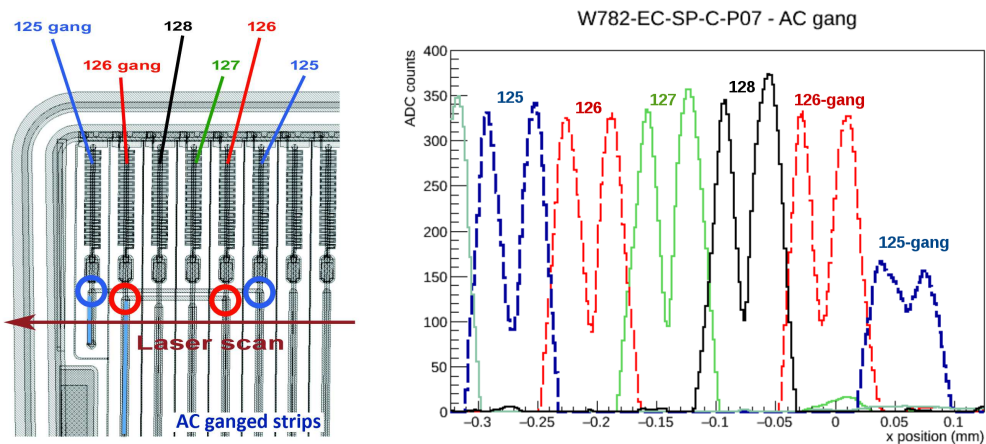 125 gang
128
126
126 gang
127
125
Laser scan
AC ganged strips
W782-EC-SP-C-P07 - AC gang
ADC counts
400
350
300
250
200
150
100
50
0
125
126
127
128
126-gang
125-gang
-0.3 -0.25 -0.2 -0.15 -0.1 -0.05 0 0.05 0.1
x position (mm)